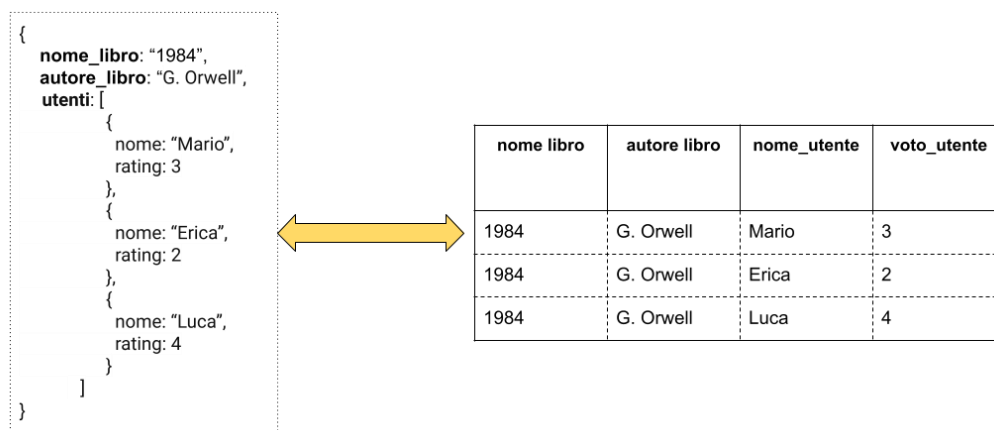 {
nome_libro: “1984”,
autore_libro: “G. Orwell”,
utenti: [
{
nome: “Mario”,
rating: 3
},
{
nome: “Erica”,
rating: 2
},
{
nome: “Luca”,
rating: 4
}
]
}
nome libro autore libro nome_utente voto_utente
1984 G. Orwell Mario 3
1984 G. Orwell Erica 2
1984 G. Orwell Luca 4